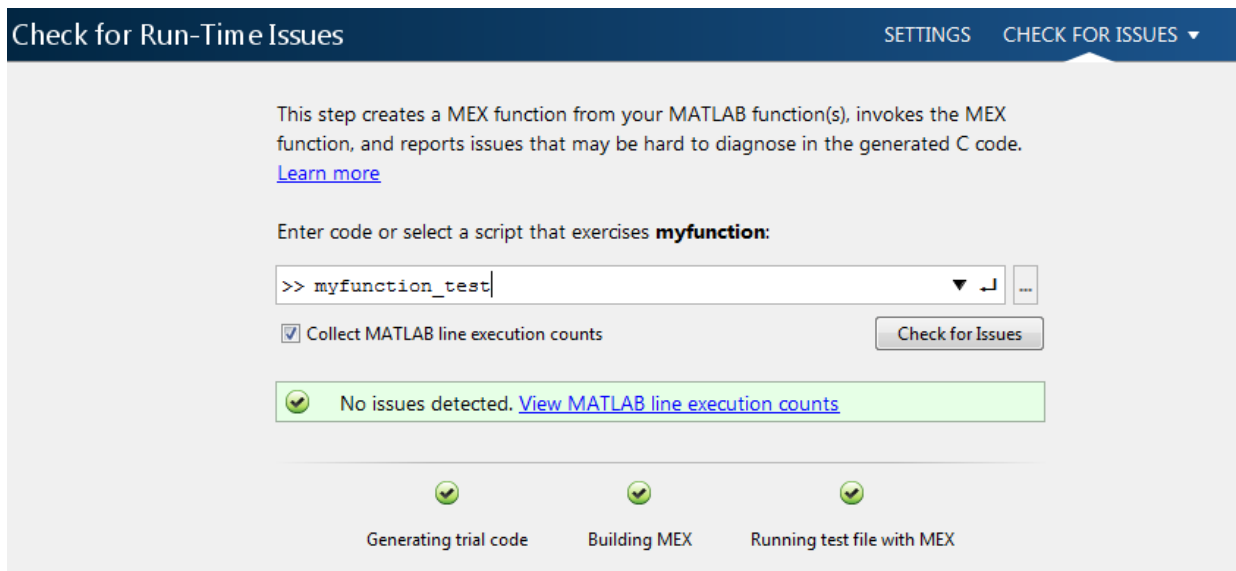 Check for Run-Time Issues
SETTINGS CHECK FOR ISSUES
This step creates a MEX function from your MATLAB function(s), invokes the MEX
function, and reports issues that may be hard to diagnose in the generated C code.
Learn more
Enter code or select a script that exercises myfunction:
>> myfunction_test
...
Collect MATLAB line execution counts
Check for Issues
No issues detected. View MATLAB line execution counts
Generating trial code Building MEX Running test file with MEX